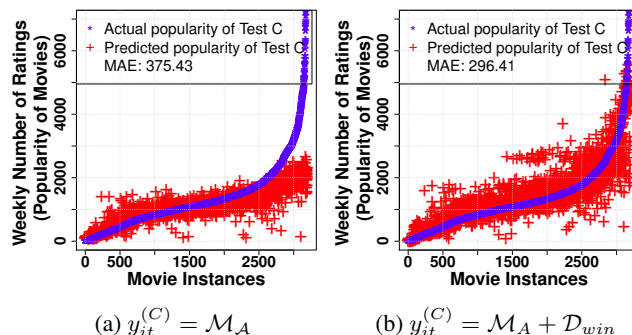 Weekly Number of Ratings
(Popularity of Movies)
0 2000 4000 6000
Actual popularity of Test C
Predicted popularity of Test C
MAE: 375.43
0 500 1500 2500
Movie Instances
(a) $y_{it}^{(C)} = \mathcal{M}_{\mathcal{A}}$
Weekly Number of Ratings
(Popularity of Movies)
0 2000 4000 6000
Actual popularity of Test C
Predicted popularity of Test C
MAE: 296.41
0 500 1500 2500
Movie Instances
(b) $y_{it}^{(C)} = \mathcal{M}_{A} + \mathcal{D}_{win}$